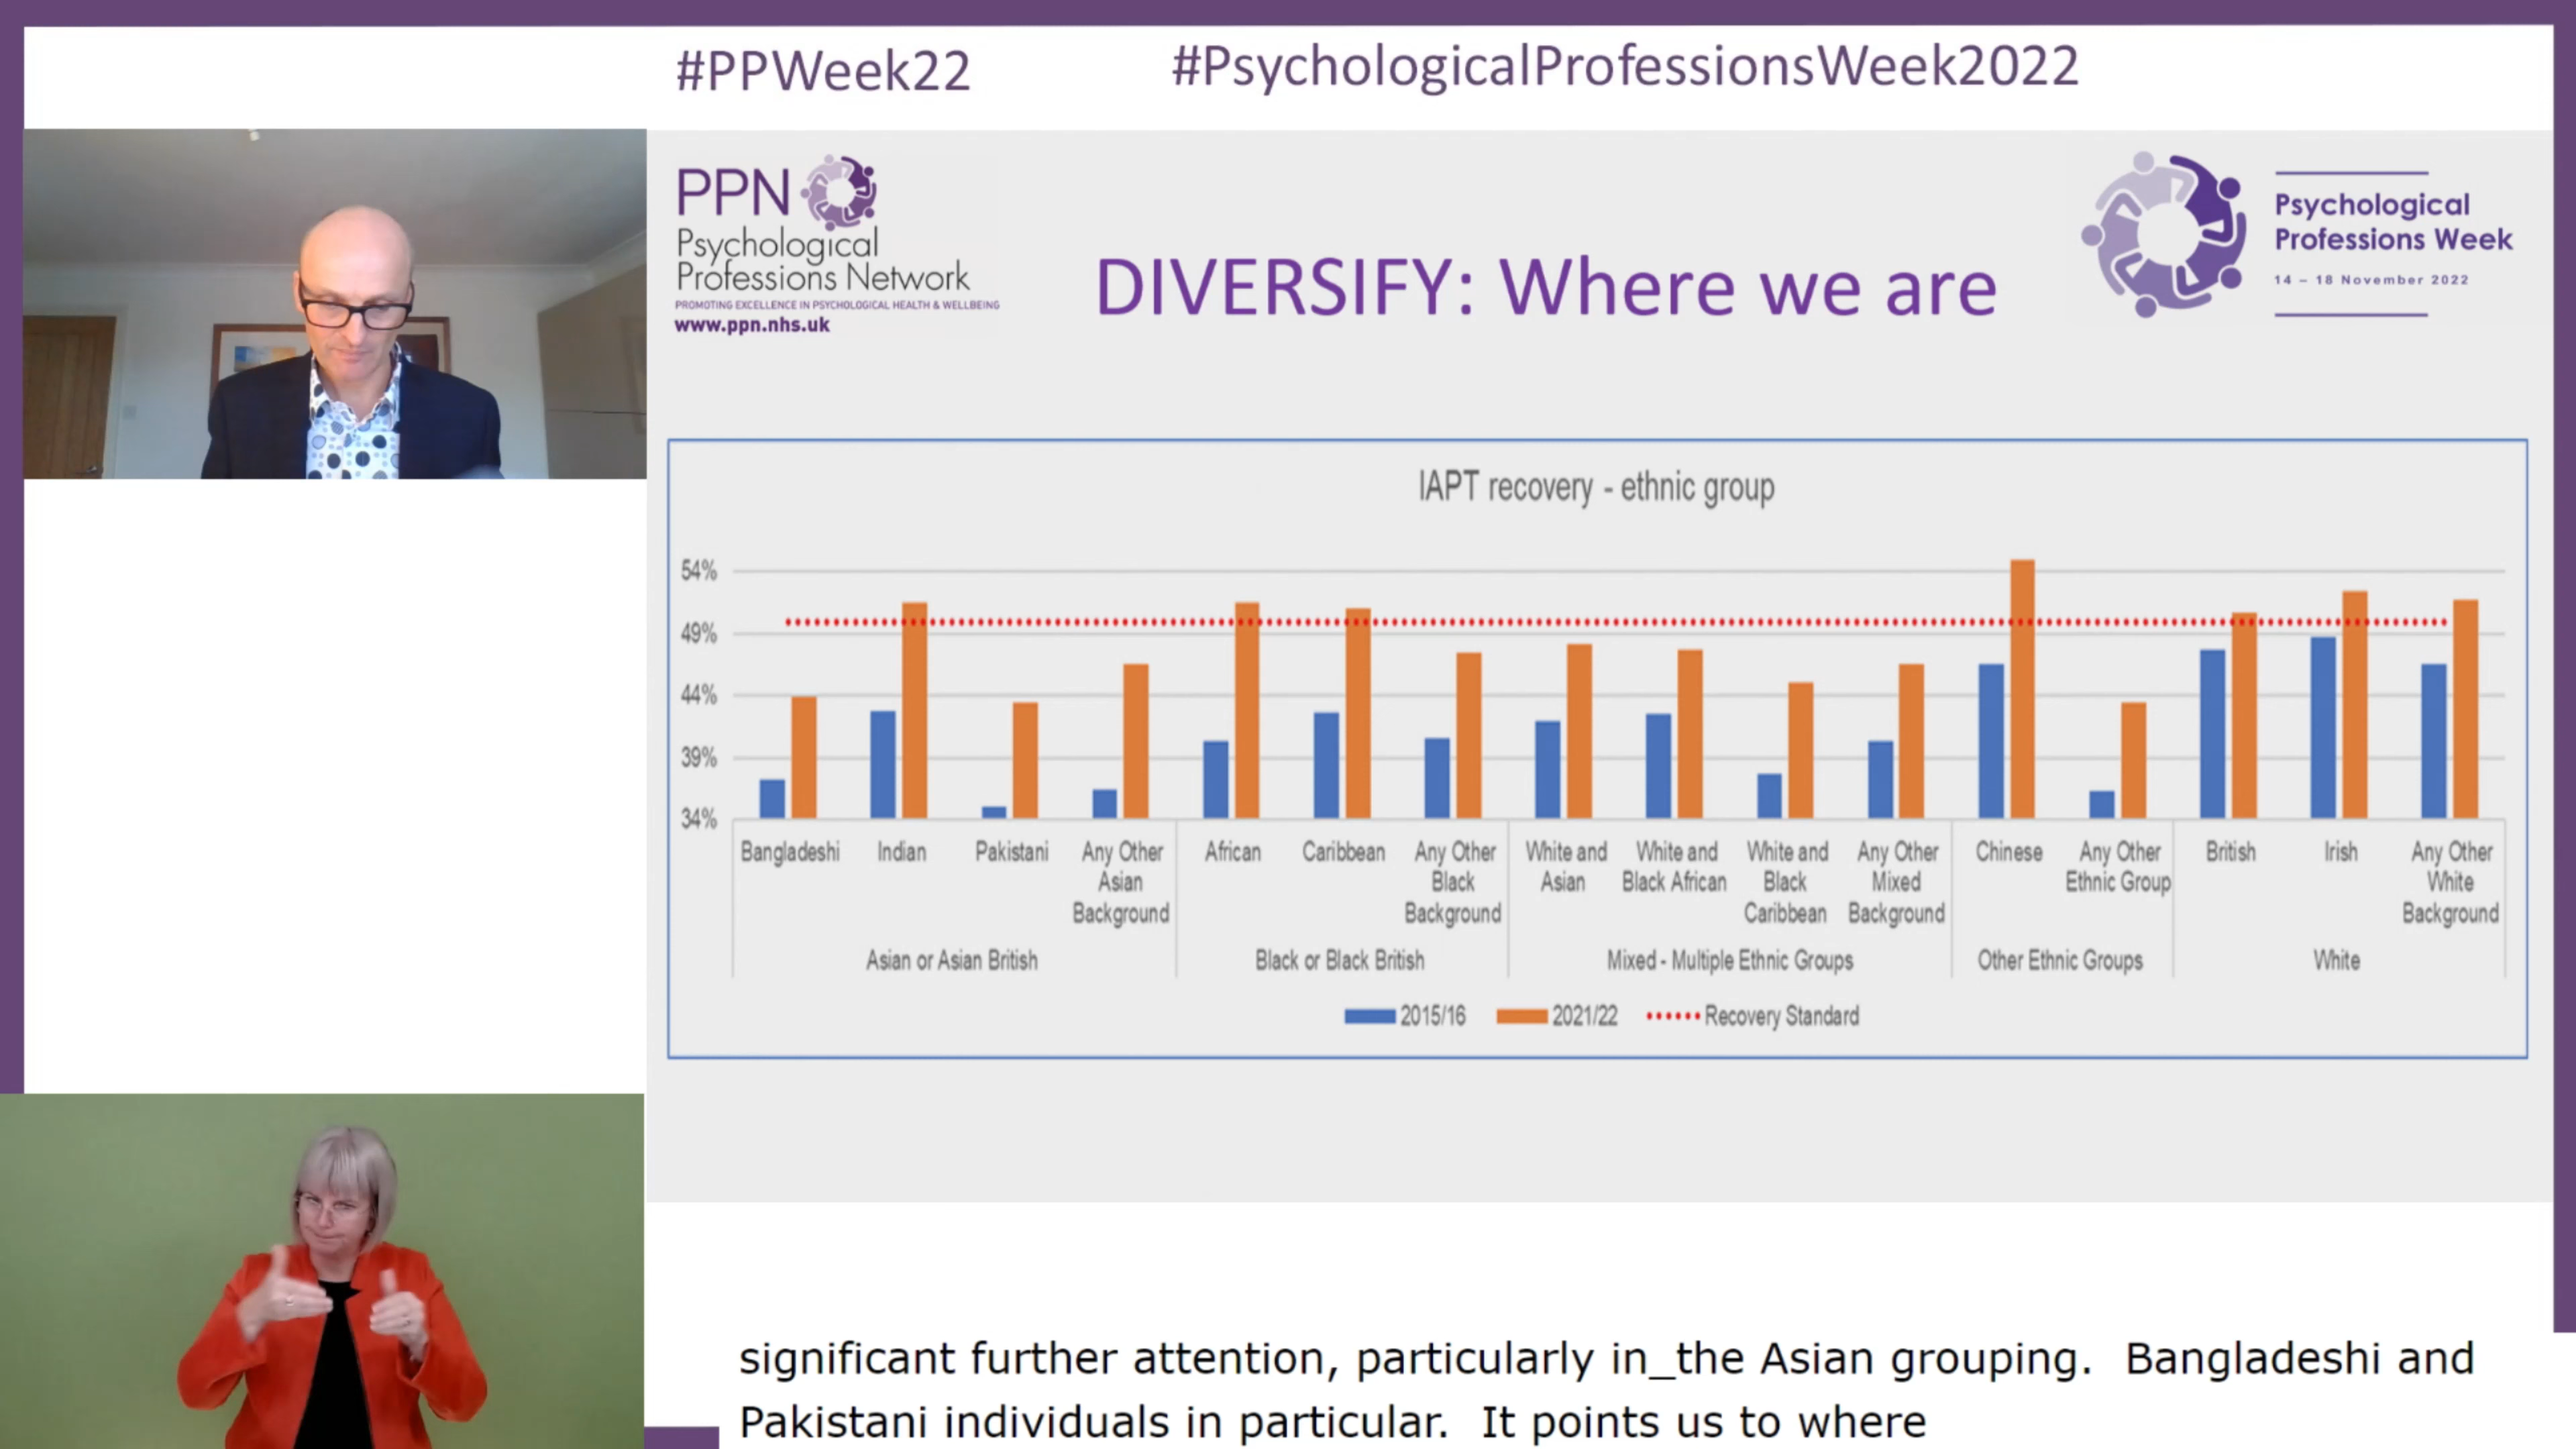 #PPWeek22
#PsychologicalProfessionsWeek2022
PPN
Psychological
Professions Network
PROMOTING EXCELLENCE IN PSYCHOLOGICAL HEALTH & WELLBEING
www.ppn.nhs.uk
DIVERSIFY: Where we are
Psychological
Professions Week
14 – 18 November 2022
IAPT recovery - ethnic group
54%
49%
44%
39%
34%
Bangladeshi
Indian
Pakistani
Any Other
Asian
Background
African
Caribbean
Any Other
Black
Background
White and
Asian
White and
Black African
White and
Black
Caribbean
Any Other
Mixed
Background
Chinese
Any Other
Ethnic Group
British
Irish
Any Other
White
Background
Asian or Asian British
Black or Black British
Mixed - Multiple Ethnic Groups
Other Ethnic Groups
White
2015/16
2021/22
Recovery Standard
significant further attention, particularly in_the Asian grouping.  Bangladeshi and
Pakistani individuals in particular.  It points us to where